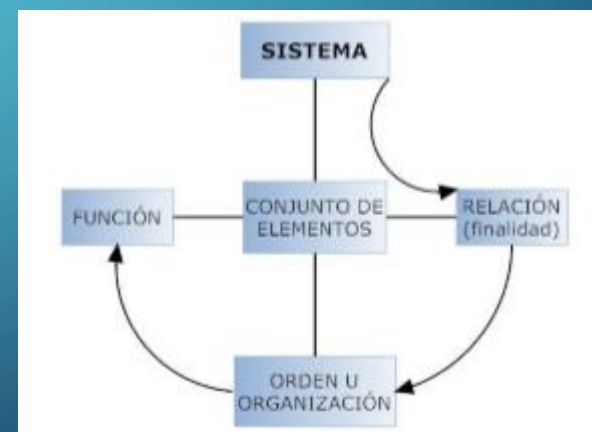 SISTEMA
FUNCIÓN
CONJUNTO DE
ELEMENTOS
RELACIÓN
(finalidad)
ORDEN U
ORGANIZACIÓN